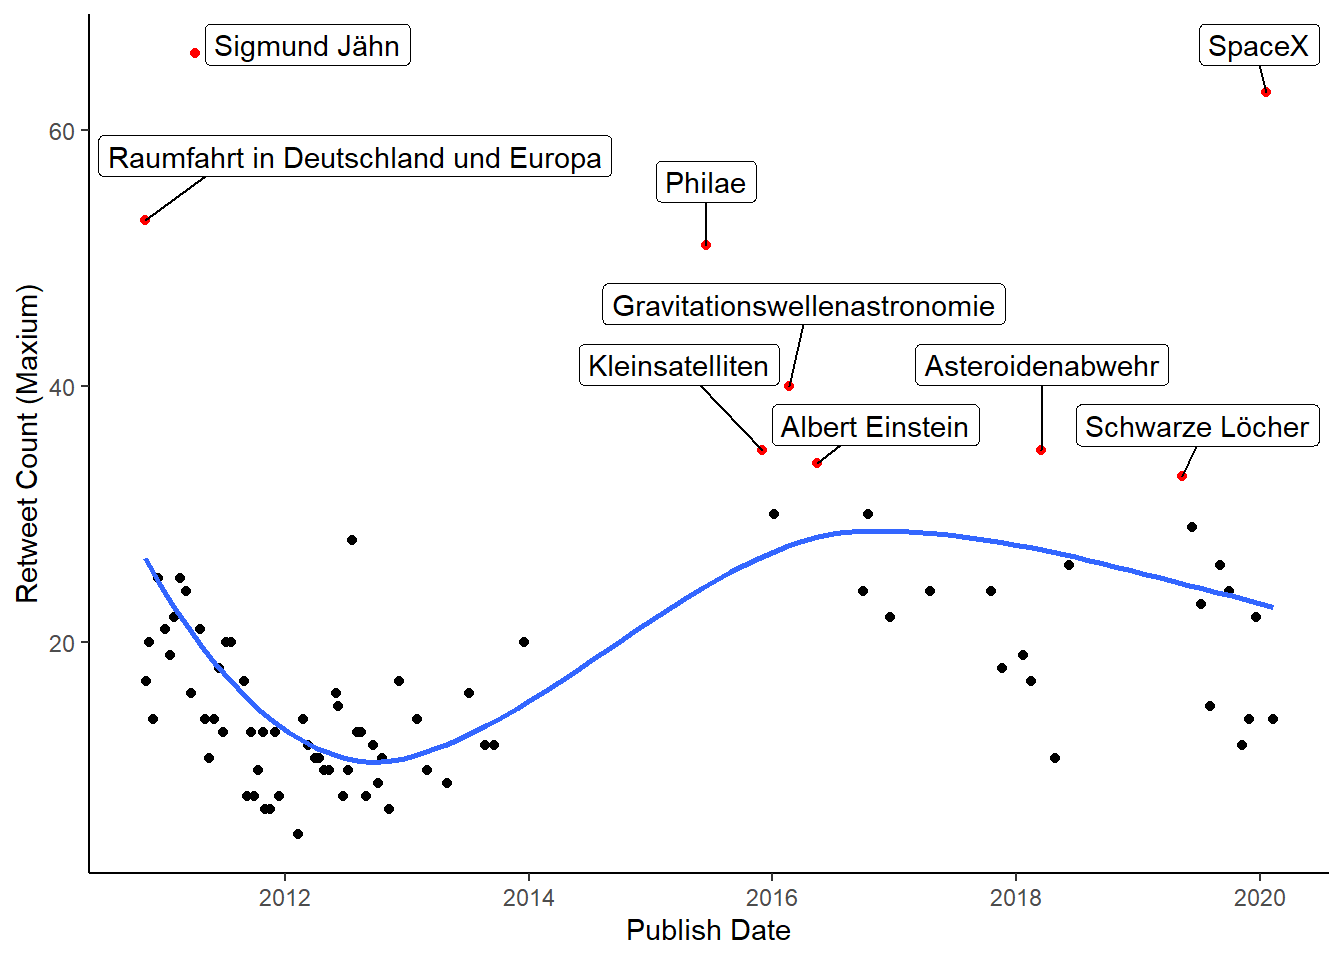 Sigmund Jähn
SpaceX
60
Raumfahrt in Deutschland und Europa
Philae
Gravitationswellenastronomie
Kleinsatelliten
Asteroidenabwehr
40
Albert Einstein
Schwarze Löcher
Retweet Count (Maxium)
20
2012
2014
2016
2018
2020
Publish Date